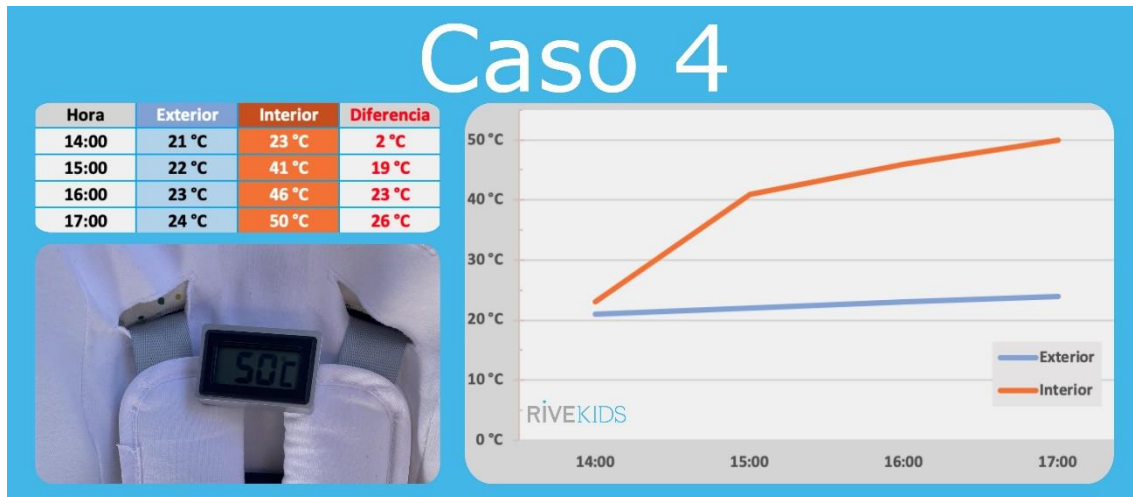 Caso 4
Hora Exterior Interior Diferencia
14:00 21 °C 23 °C 2 °C
15:00 22 °C 41 °C 19 °C
16:00 23 °C 46 °C 23 °C
17:00 24 °C 50 °C 26 °C
50C
50 °C
40 °C
30 °C
20 °C
10 °C
0 °C
14:00 15:00 16:00 17:00
Exterior
Interior
RiVEKIDS